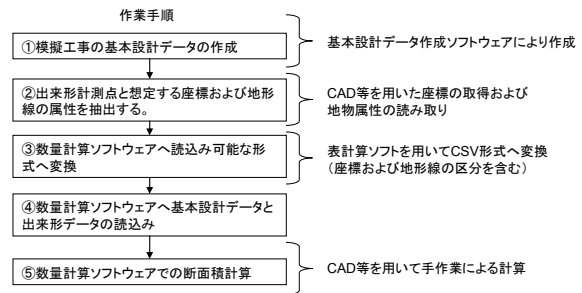 作業手順
①模擬工事の基本設計データの作成
基本設計データ作成ソフトウェアにより作成
②出来形計測点と想定する座標および地形
線の属性を抽出する。
CAD等を用いた座標の取得および
地物属性の読み取り
③数量計算ソフトウェアへ読込み可能な形
式へ変換
表計算ソフトを用いてCSV形式へ変換
(座標および地形線の区分を含む)
④数量計算ソフトウェアへ基本設計データと
出来形データの読込み
⑤数量計算ソフトウェアでの断面積計算
CAD等を用いて手作業による計算